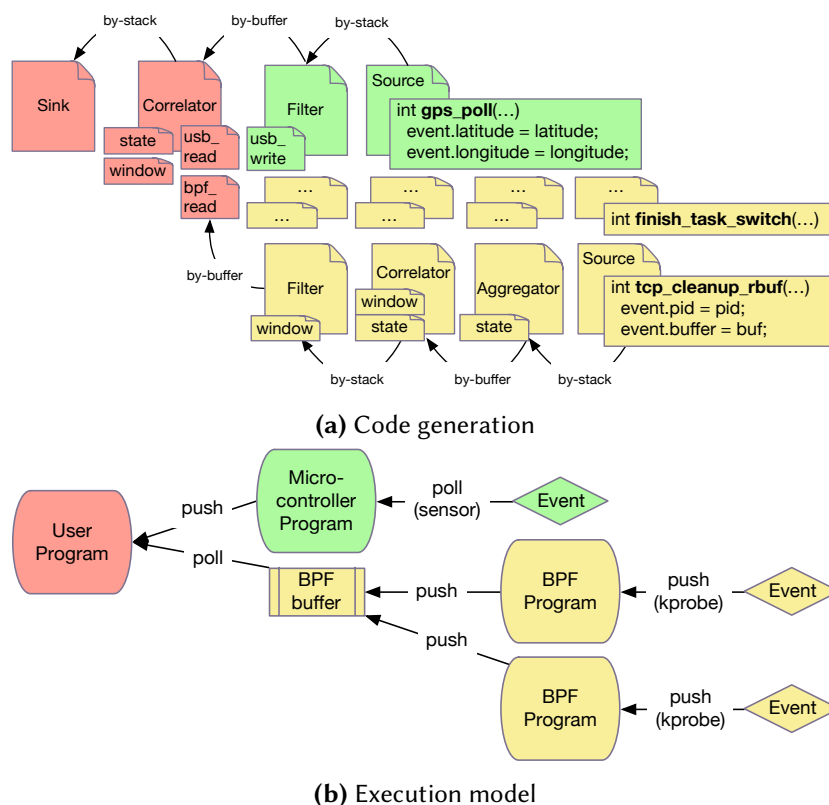 by-stack
by-buffer
by-stack
Sink
Correlator
Filter
Source
int gps_poll(…)
event.latitude = latitude;
event.longitude = longitude;
state
usb_
read
usb_
write
window
bpf_
read
…
…
…
…
…
…
…
int finish_task_switch(…)
by-buffer
Filter
Correlator
Aggregator
Source
int tcp_cleanup_rbuf(…)
event.pid = pid;
event.buffer = buf;
window
window
state
state
by-stack
by-buffer
by-stack
(a) Code generation
User
Program
push
poll
Micro-
controller
Program
poll
(sensor)
Event
BPF
buffer
push
push
BPF
Program
push
(kprobe)
Event
BPF
Program
push
(kprobe)
Event
(b) Execution model